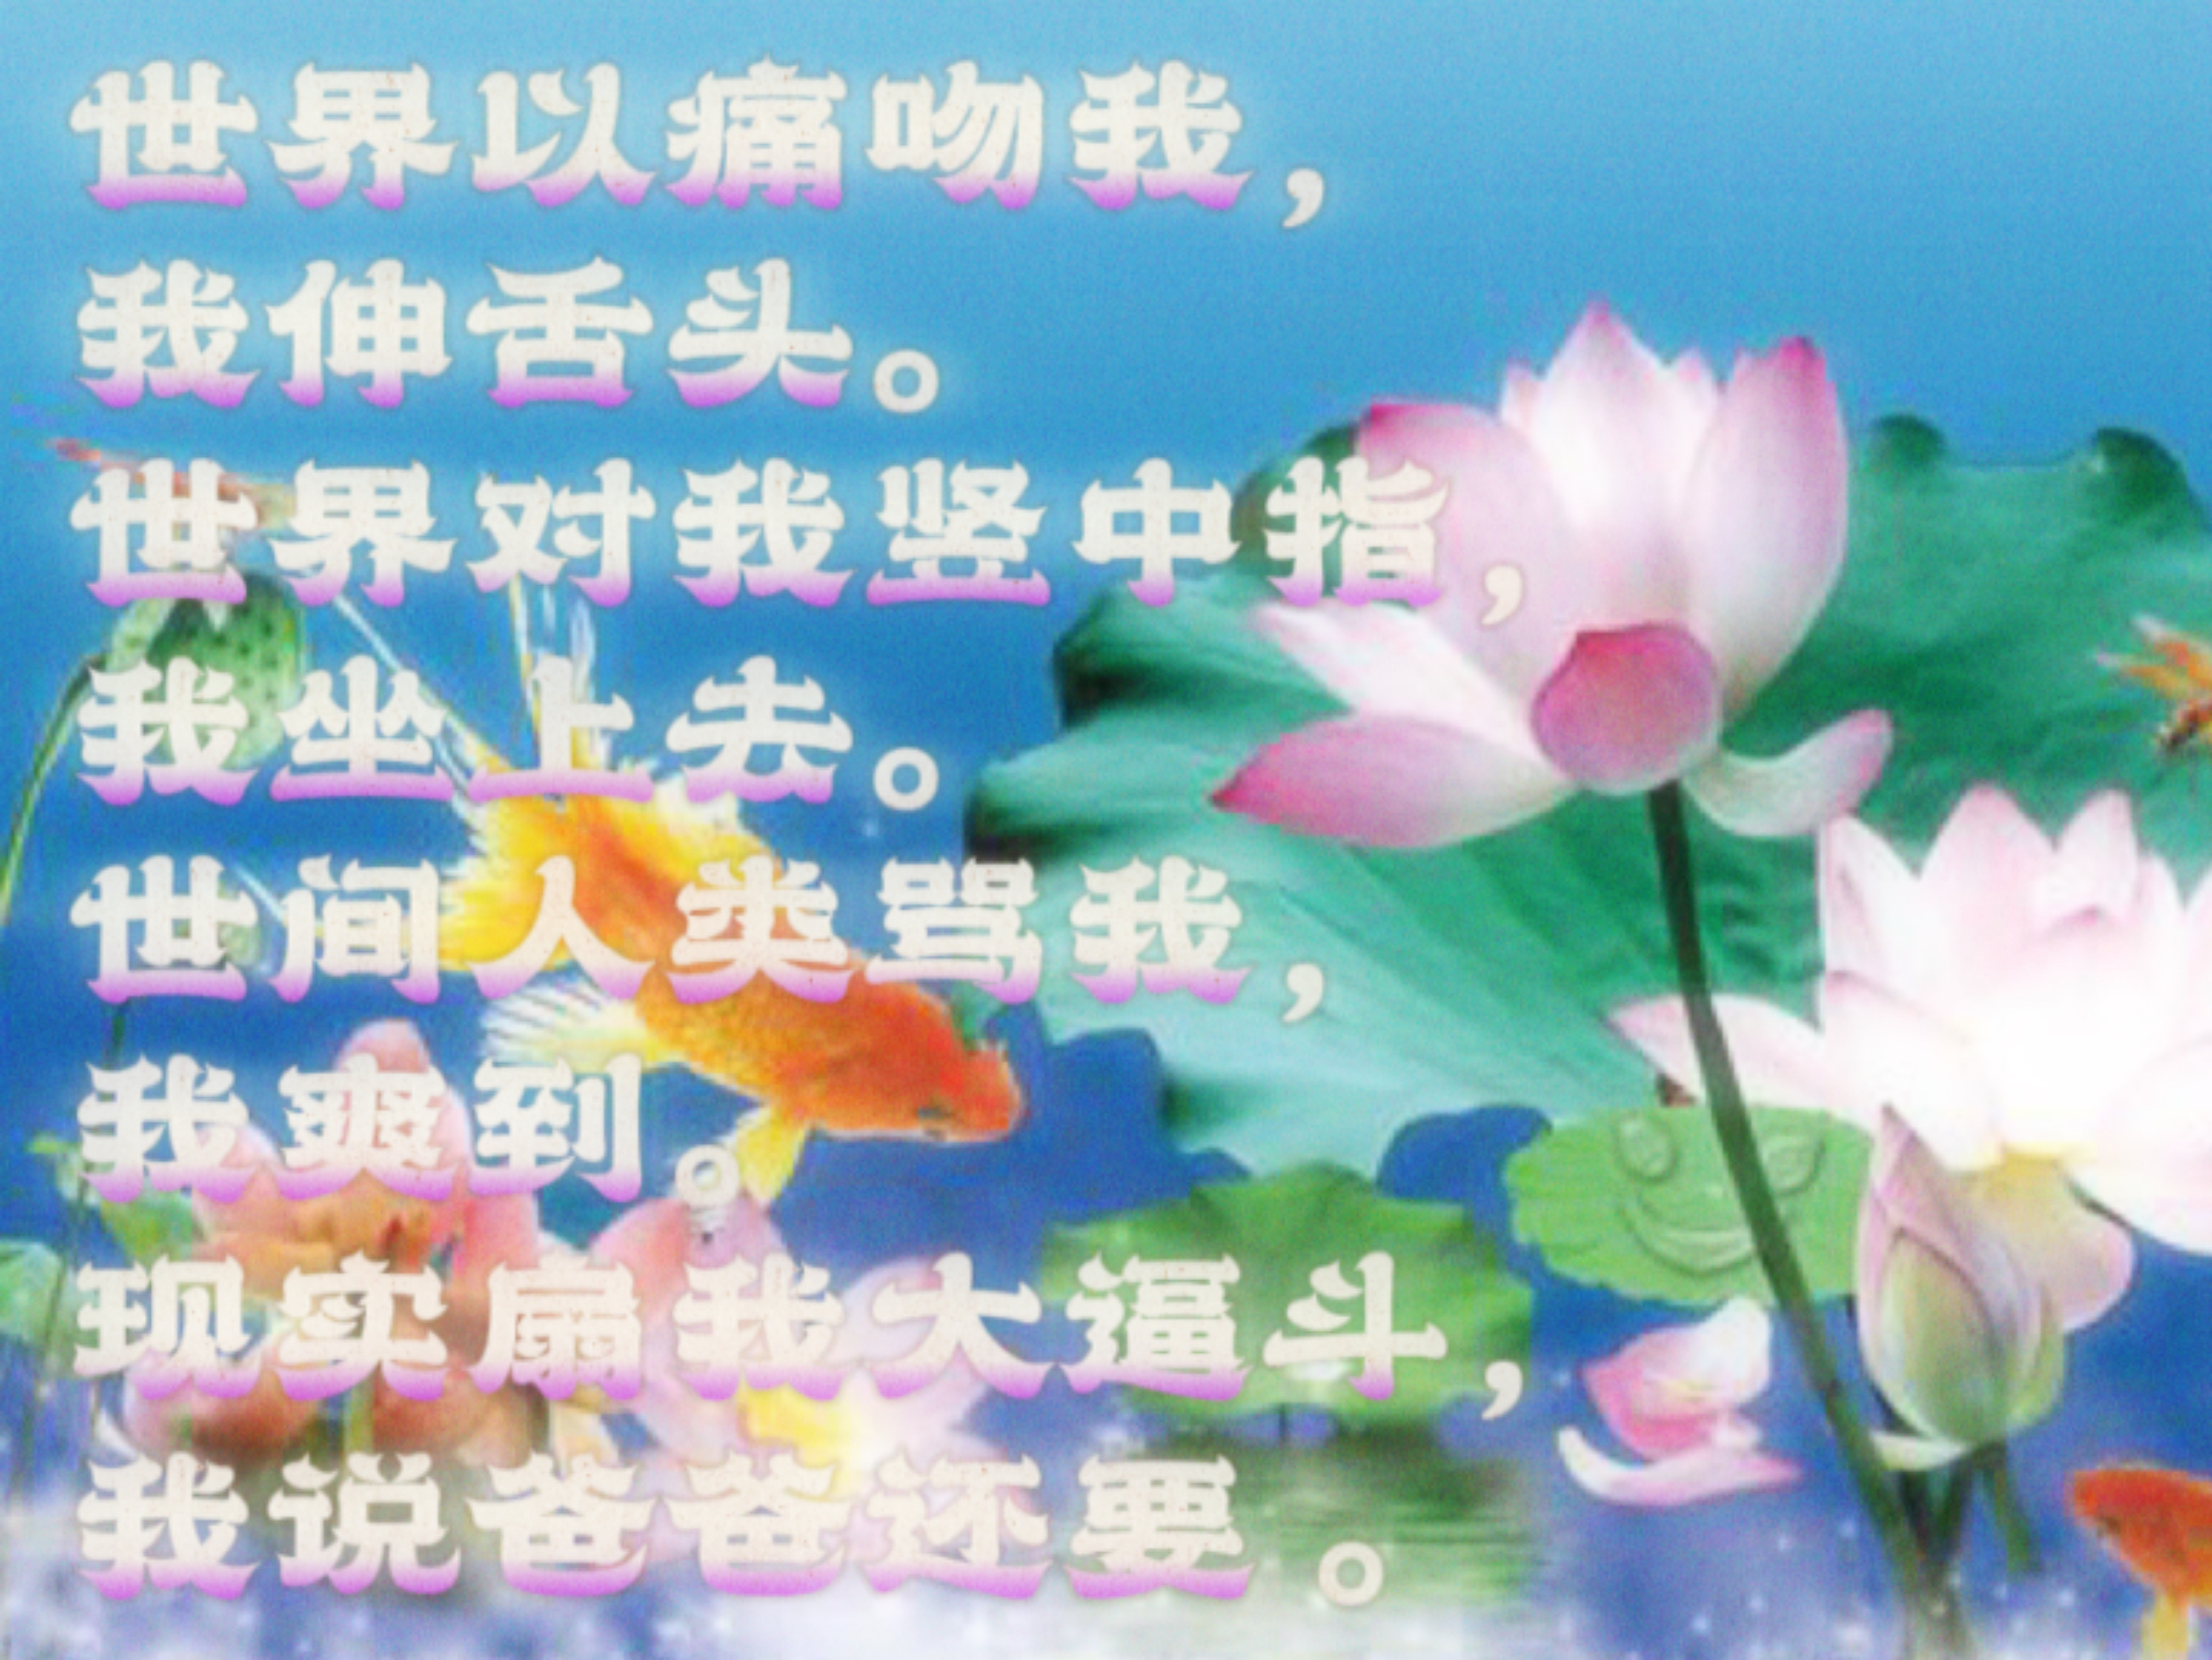 世界以痛吻我，
我伸舌头。
世界对我竖中指，
我坐上去。
世间人类骂我，
我爽到。
现实扇我大逼斗，
我说爸爸还要。